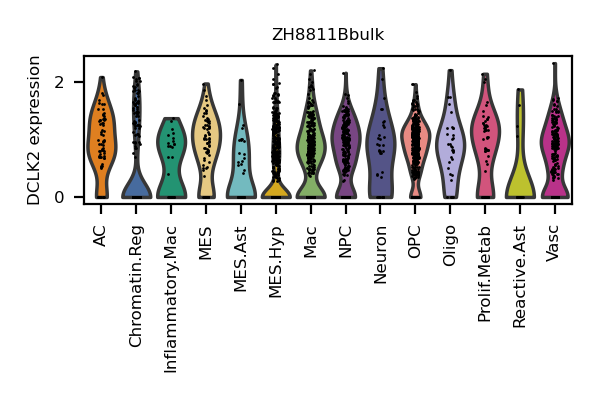 ZH8811Bbulk
DCLK2 expression
2
0
AC
Chromatin.Reg
Inflammatory.Mac
MES
MES.Ast
MES.Hyp
Mac
NPC
Neuron
OPC
Oligo
Prolif.Metab
Reactive.Ast
Vasc